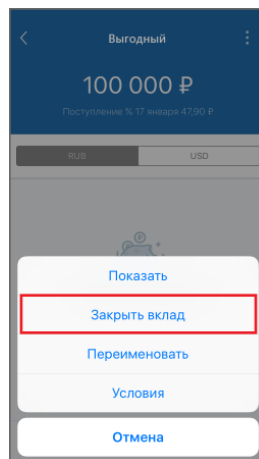 Выгодный
100 000 ₽
Поступление % 17 января 47,90 ₽
RUB
USD
Показать
Закрыть вклад
Переименовать
Условия
Отмена